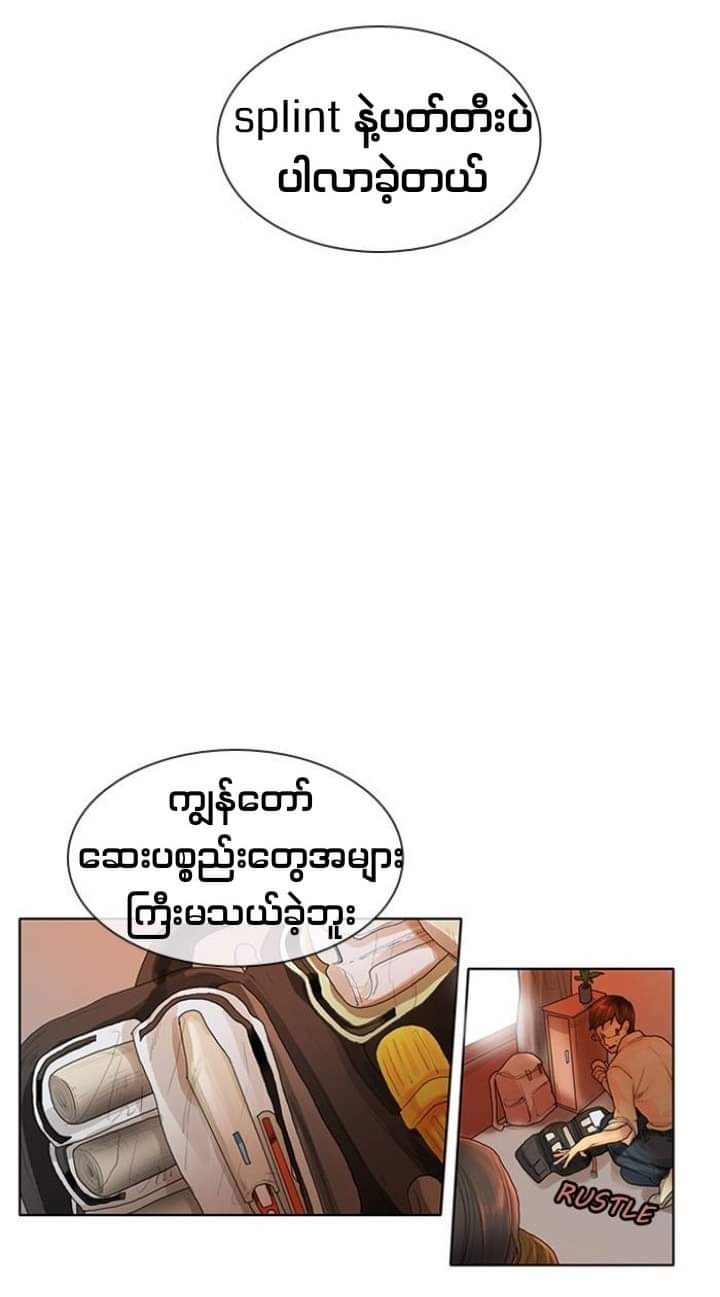 splint နဲ့ပတ်တီးပဲ
ပါလာခဲ့တယ်
ကျွန်တော်
ဆေးပစ္စည်းတွေအများ
ကြီးမသယ်ခဲ့ဘူး
RUSTLE